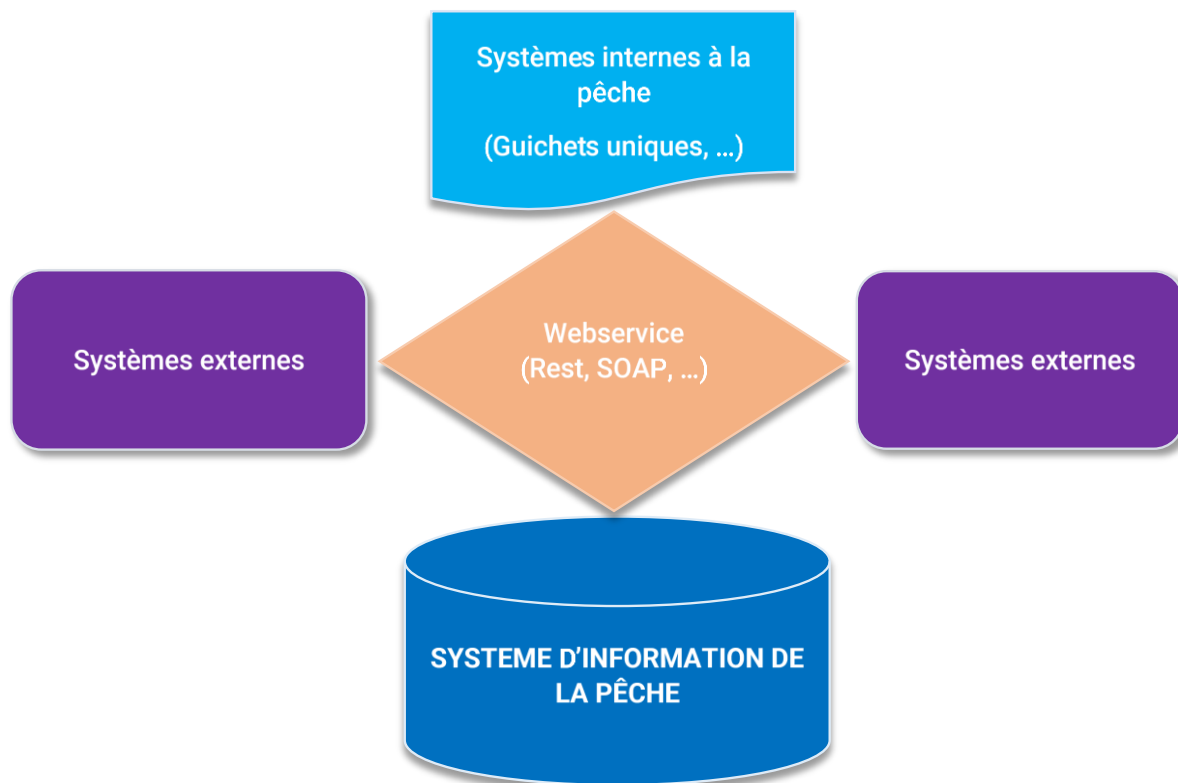 Systèmes internes à la
pêche
(Guichets uniques, ...)
Systèmes externes
Webservice
(Rest, SOAP, ...)
Systèmes externes
SYSTEME D’INFORMATION DE
LA PÊCHE